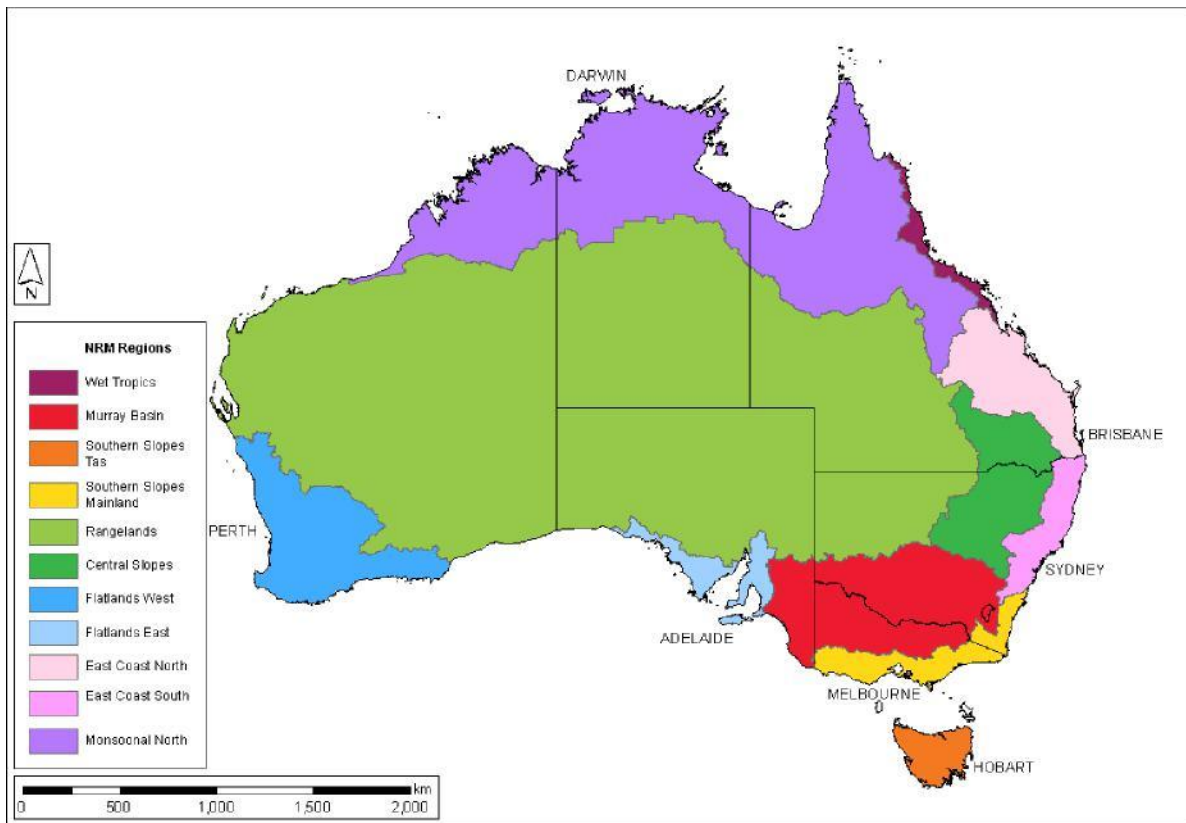 DARWIN
N
NRM Regions
Wet Tropics
Murray Basin
Southern Slopes
Tas
Southern Slopes
Mainland
Rangelands
Central Slopes
Flatlands West
Flatlands East
East Coast North
East Coast South
Monsoonal North
BRISBANE
PERTH
SYDNEY
ADELAIDE
MELBOURNE
HOBART
km
0 500 1,000 1,500 2,000